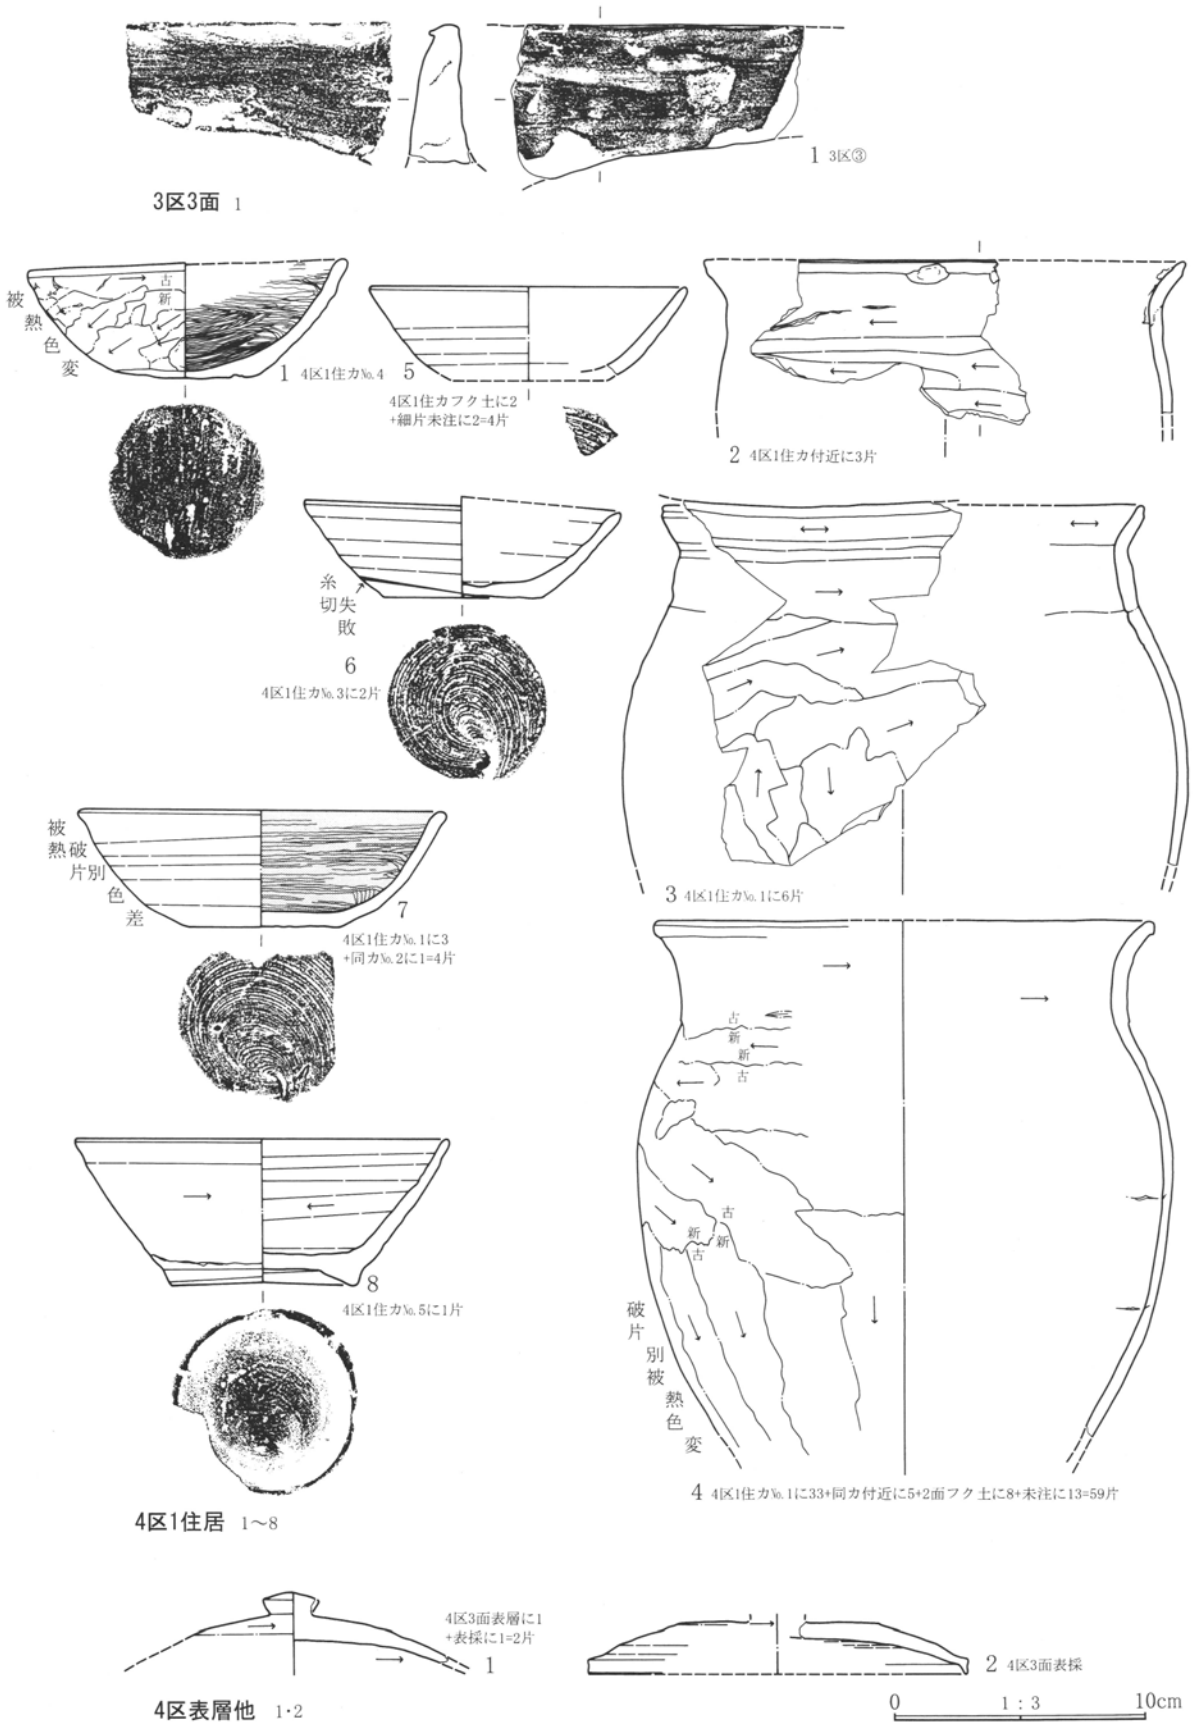 1 3区③
3区3面 1
被熱色変
古
新
1 4区1住カNo.4
5
4区1住カフク土に2
+細片未注に2=4片
2 4区1住カ付近に3片
糸切失敗
6
4区1住カNo.3に2片
3 4区1住カNo.1に6片
被熱破片別色差
7
4区1住カNo.1に3
+同カNo.2に1=4片
古
新
新
古
古
新 新
古
8
4区1住カNo.5に1片
破片別被熱色変
4 4区1住カNo.1に33+同カ付近に5+2面フク土に8+未注に13=59片
4区1住居 1～8
4区3面表層に1
+表採に1=2片
1
2 4区3面表採
4区表層他 1・2
0 1：3 10cm